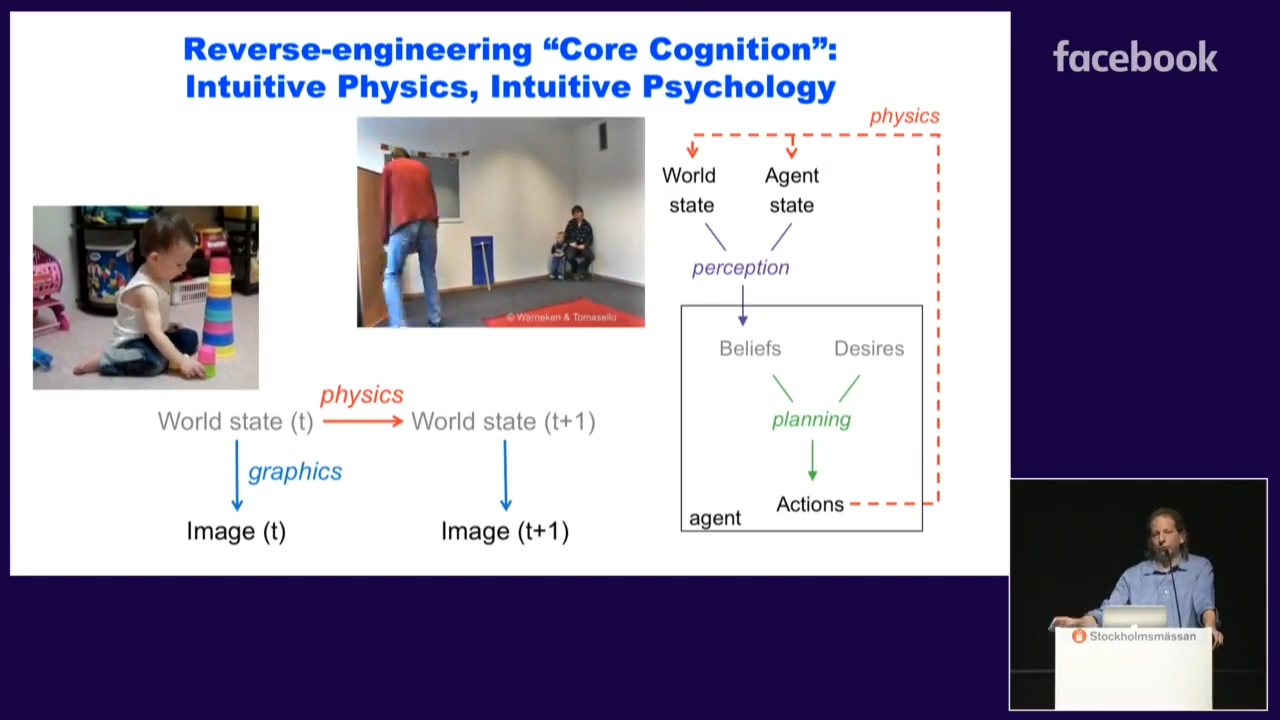 Reverse-engineering “Core Cognition”:
Intuitive Physics, Intuitive Psychology
facebook
physics
World
state
Agent
state
perception
© Warneken & Tomasello
Beliefs
Desires
planning
Actions
agent
physics
World state (t)
World state (t+1)
graphics
Image (t)
Image (t+1)
Stockholmsmässan